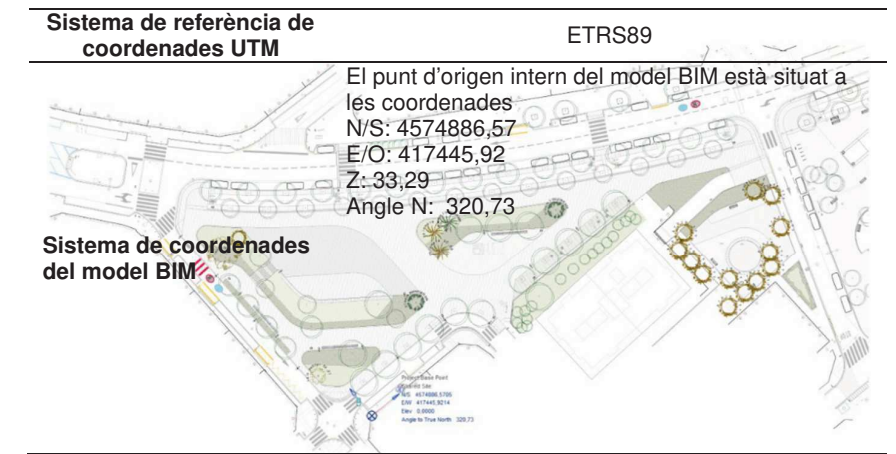 Sistema de referència de
coordenades UTM
ETRS89
El punt d'origen intern del model BIM està situat a
les coordenades
N/S: 4574886,57
E/O: 417445,92
Z: 33,29
Angle N: 320,73
Sistema de coordenades
del model BIM
Project Base Point
Site
N/S 4574886,5705
E/W 417445,9214
Elev 0,0000
Angle to True North 320,73